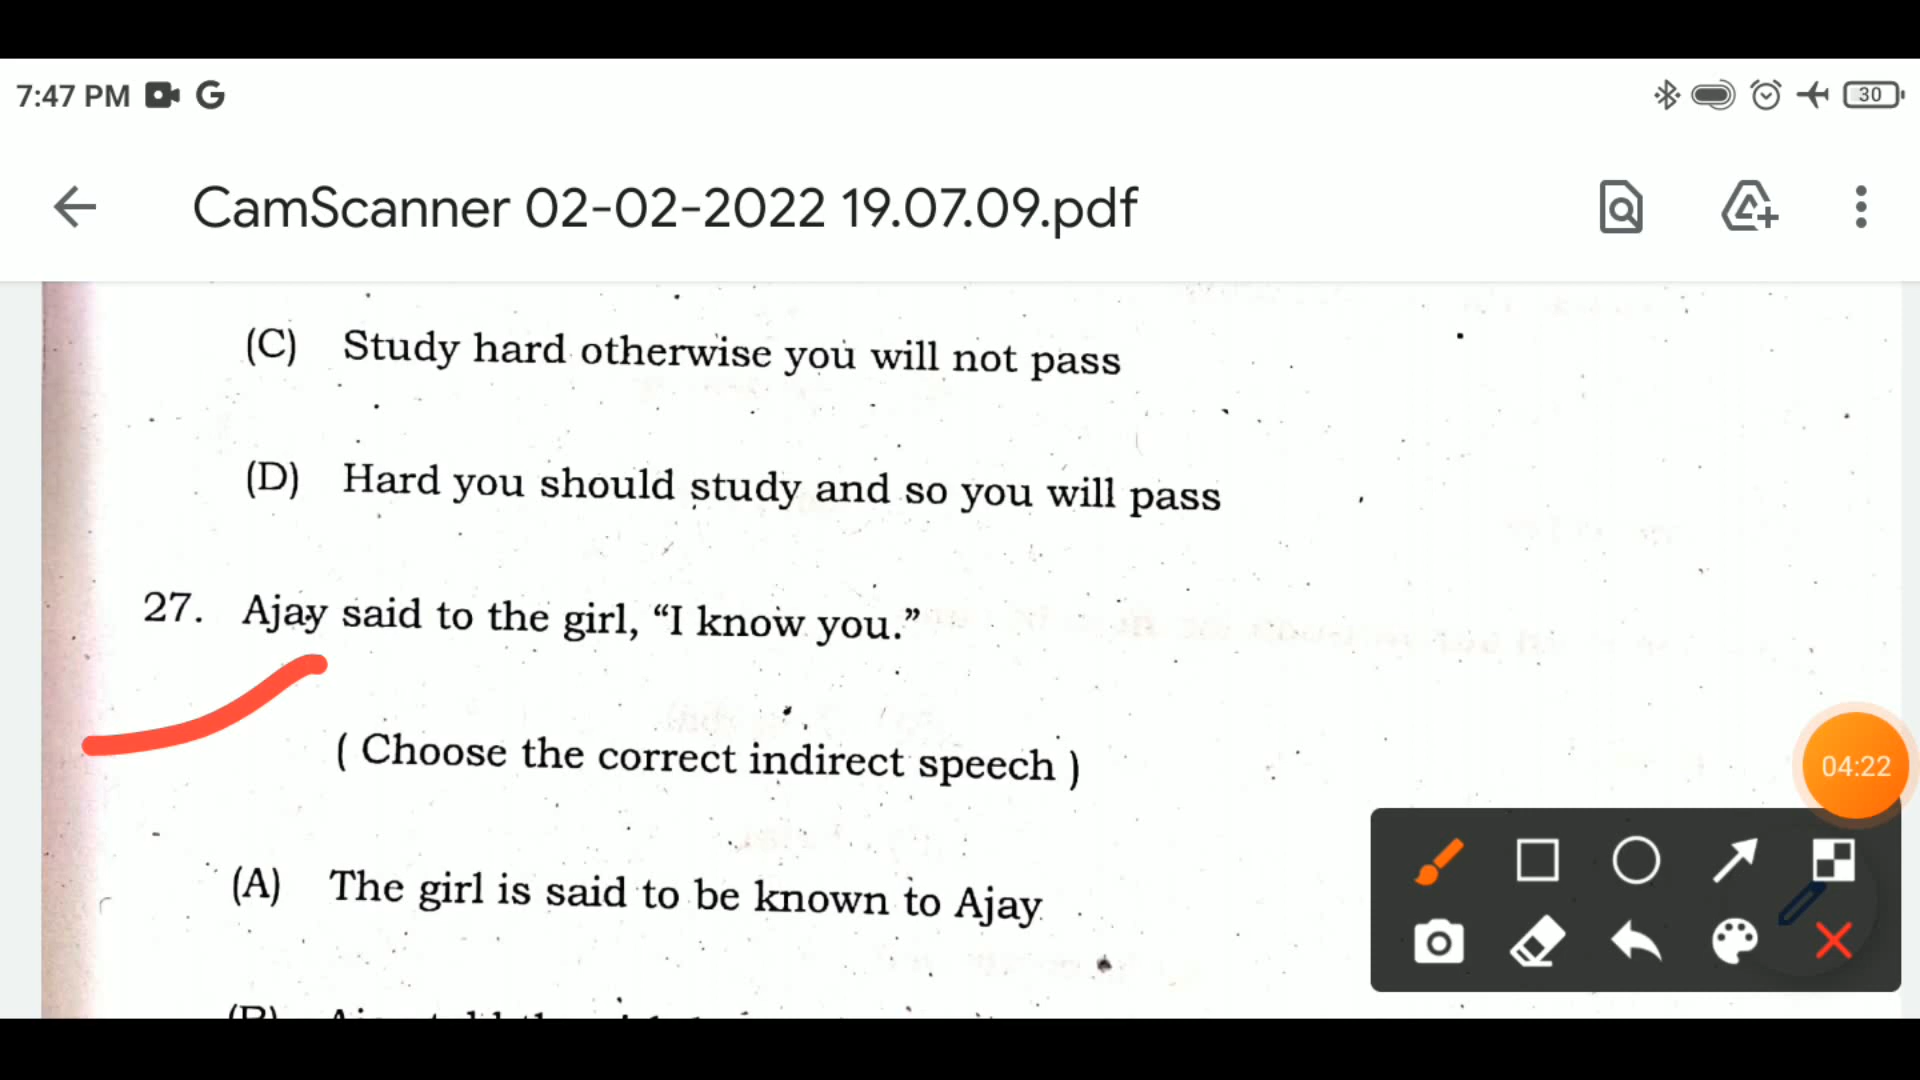 7:47 PM G
30
CamScanner 02-02-2022 19.07.09.pdf
(C) Study hard otherwise you will not pass
(D) Hard you should study and so you will pass
27. Ajay said to the girl, “I know you.”
( Choose the correct indirect speech )
04:22
(A) The girl is said to be known to Ajay